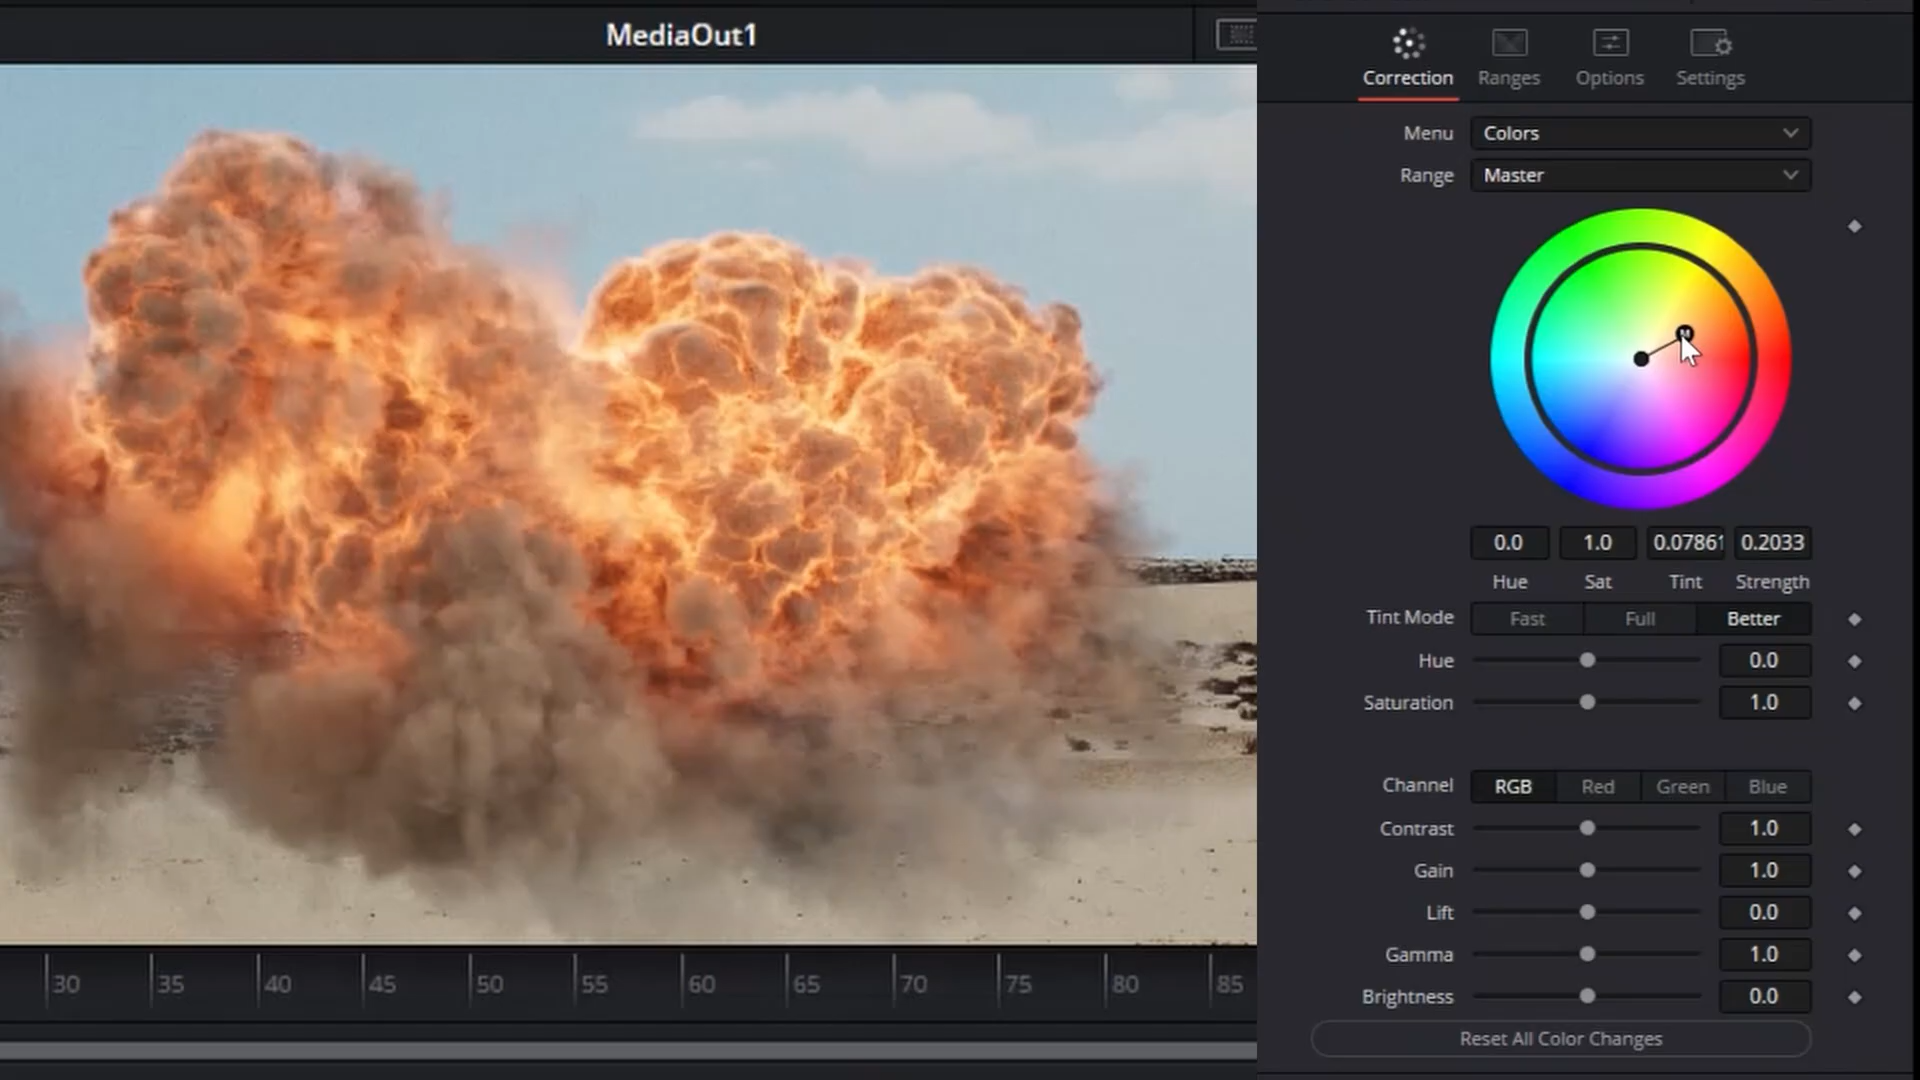 MediaOut1
Correction Ranges Options Settings
Menu Colors
Range Master
0.0 1.0 0.07861 0.2033
Hue Sat Tint Strength
Tint Mode Fast Full Better
Hue 0.0
Saturation 1.0
Channel RGB Red Green Blue
Contrast 1.0
Gain 1.0
Lift 0.0
Gamma 1.0
Brightness 0.0
Reset All Color Changes
30 35 40 45 50 55 60 65 70 75 80 85